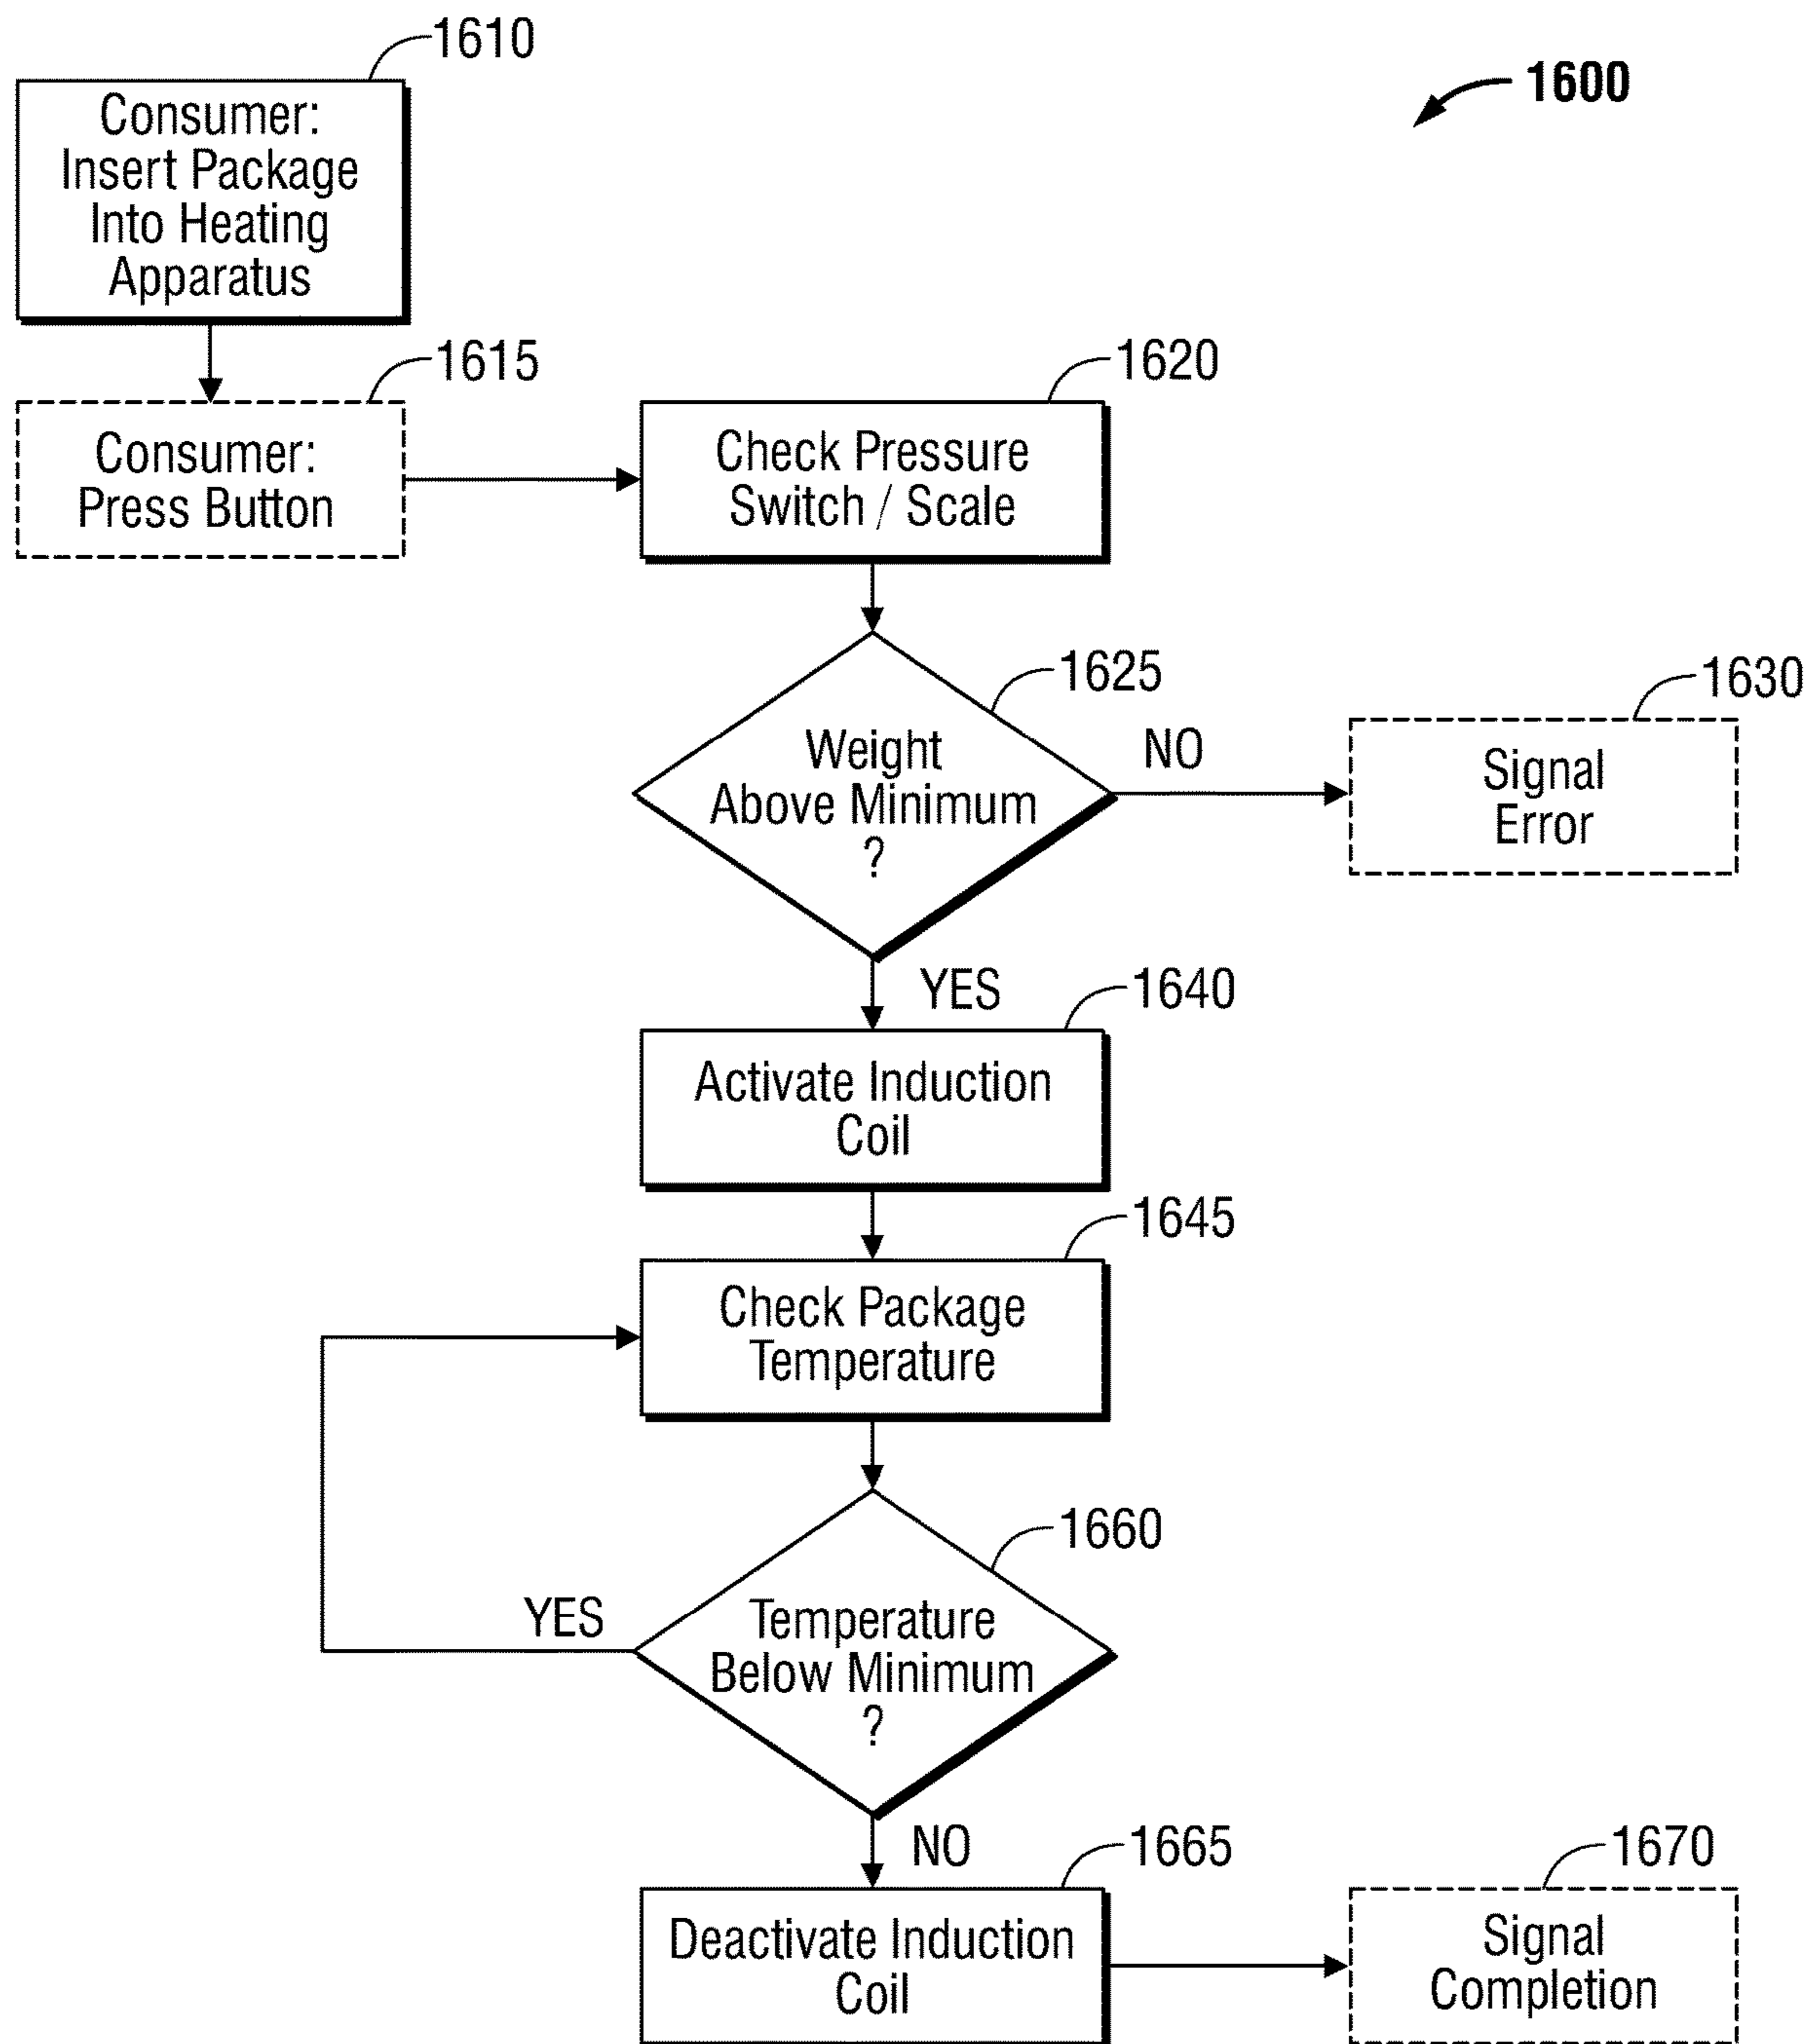 1610
1600
Consumer:
Insert Package
Into Heating
Apparatus
1615
Consumer:
Press Button
1620
Check Pressure
Switch / Scale
1625
Weight
Above Minimum
?
NO
1630
Signal
Error
YES
1640
Activate Induction
Coil
1645
Check Package
Temperature
1660
Temperature
Below Minimum
?
YES
NO
1665
Deactivate Induction
Coil
1670
Signal
Completion